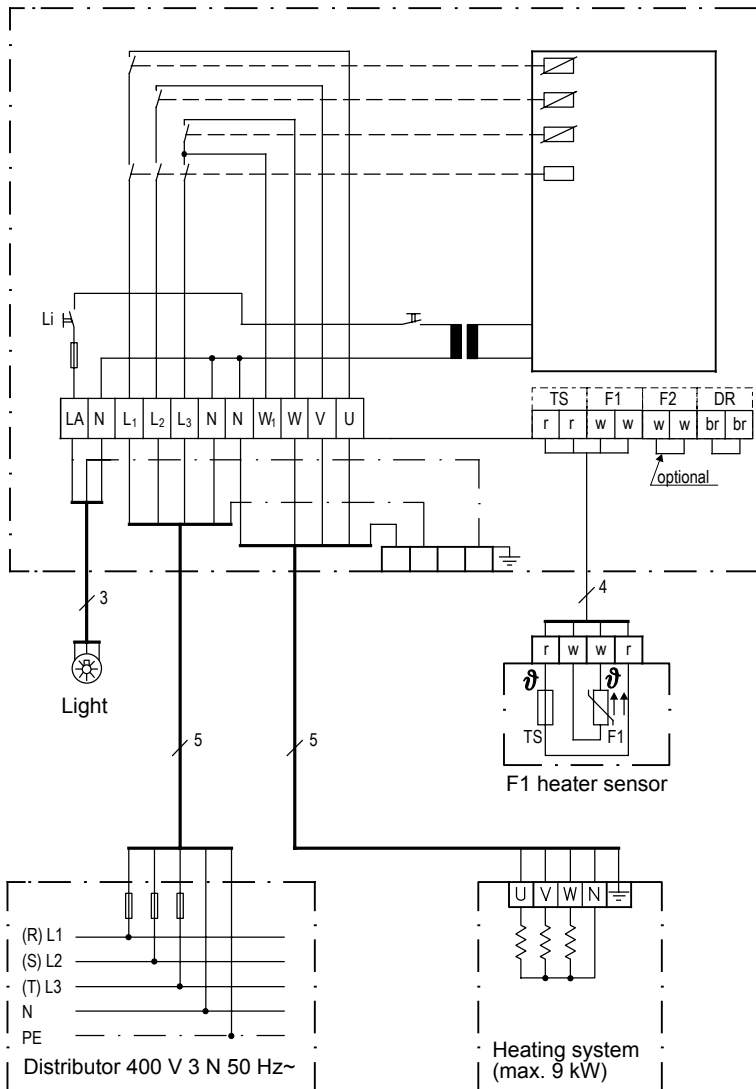 Li
LA N L₁ L₂ L₃ N N W₁ W V U
TS F1 F2 DR
r r w w w w br br
optional
3
4
Light
r w w r
ϑ ϑ
TS F1
F1 heater sensor
5 5
U V W N
(R) L1
(S) L2
(T) L3
N
PE
Distributor 400 V 3 N 50 Hz~
Heating system
(max. 9 kW)